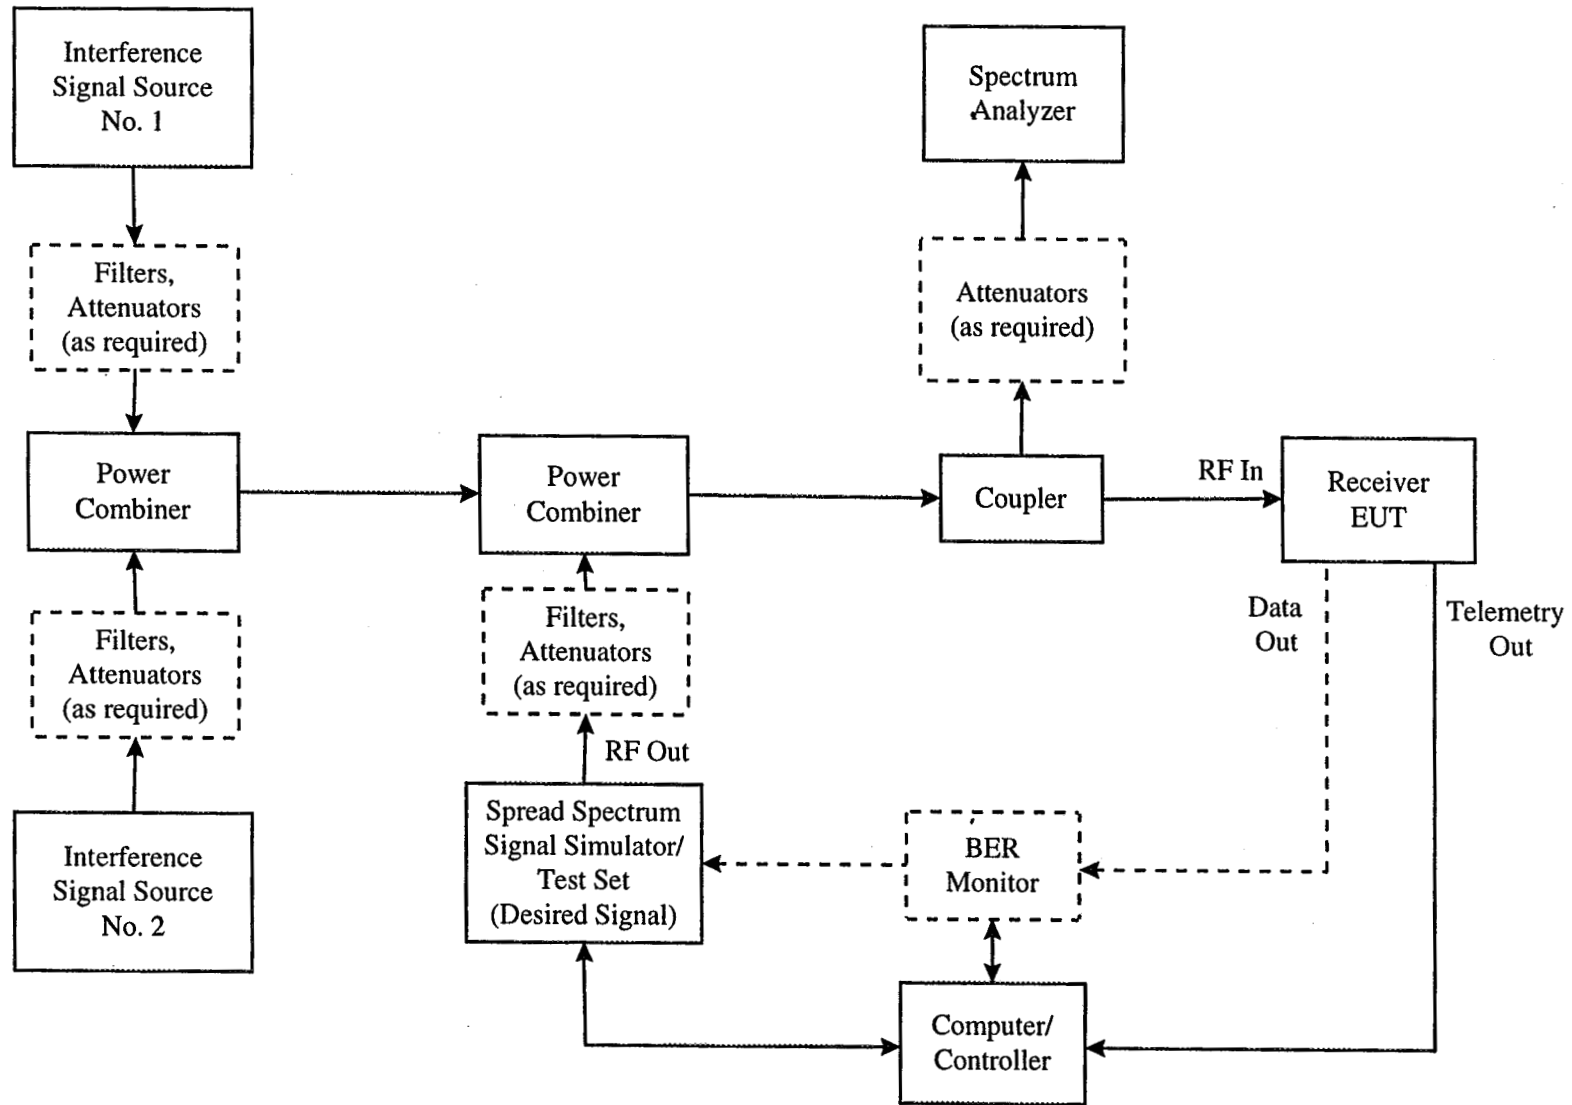 Interference
Signal Source
No. 1
Spectrum
Analyzer
Filters,
Attenuators
(as required)
Attenuators
(as required)
Power
Combiner
Power
Combiner
Coupler
RF In
Receiver
EUT
Filters,
Attenuators
(as required)
Filters,
Attenuators
(as required)
Data
Out
Telemetry
Out
RF Out
Interference
Signal Source
No. 2
Spread Spectrum
Signal Simulator/
Test Set
(Desired Signal)
BER
Monitor
Computer/
Controller